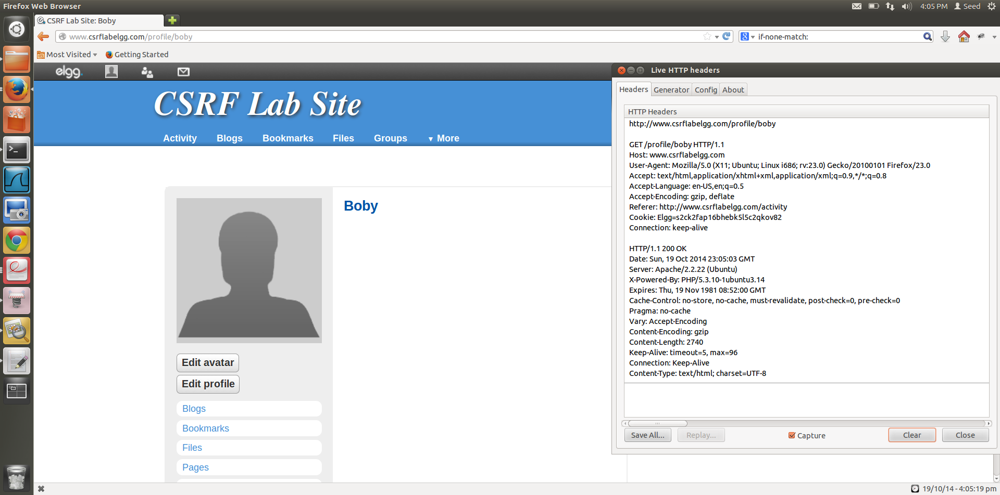 Firefox Web Browser
4:05 PM Seed
CSRF Lab Site: Boby
www.csrflabelgg.com/profile/boby
if-none-match:
Most Visited
Getting Started
elgg.
CSRF Lab Site
Activity Blogs Bookmarks Files Groups ▼ More
Boby
Edit avatar
Edit profile
Blogs
Bookmarks
Files
Pages
Live HTTP headers
Headers Generator Config About
HTTP Headers
http://www.csrflabelgg.com/profile/boby
GET /profile/boby HTTP/1.1
Host: www.csrflabelgg.com
User-Agent: Mozilla/5.0 (X11; Ubuntu; Linux i686; rv:23.0) Gecko/20100101 Firefox/23.0
Accept: text/html,application/xhtml+xml,application/xml;q=0.9,*/*;q=0.8
Accept-Language: en-US,en;q=0.5
Accept-Encoding: gzip, deflate
Referer: http://www.csrflabelgg.com/activity
Cookie: Elgg=s2ck2fap16bhebk5l5c2qkov82
Connection: keep-alive
HTTP/1.1 200 OK
Date: Sun, 19 Oct 2014 23:05:03 GMT
Server: Apache/2.2.22 (Ubuntu)
X-Powered-By: PHP/5.3.10-1ubuntu3.14
Expires: Thu, 19 Nov 1981 08:52:00 GMT
Cache-Control: no-store, no-cache, must-revalidate, post-check=0, pre-check=0
Pragma: no-cache
Vary: Accept-Encoding
Content-Encoding: gzip
Content-Length: 2740
Keep-Alive: timeout=5, max=96
Connection: Keep-Alive
Content-Type: text/html; charset=UTF-8
Save All... Replay... Capture Clear Close
19/10/14 - 4:05:19 pm